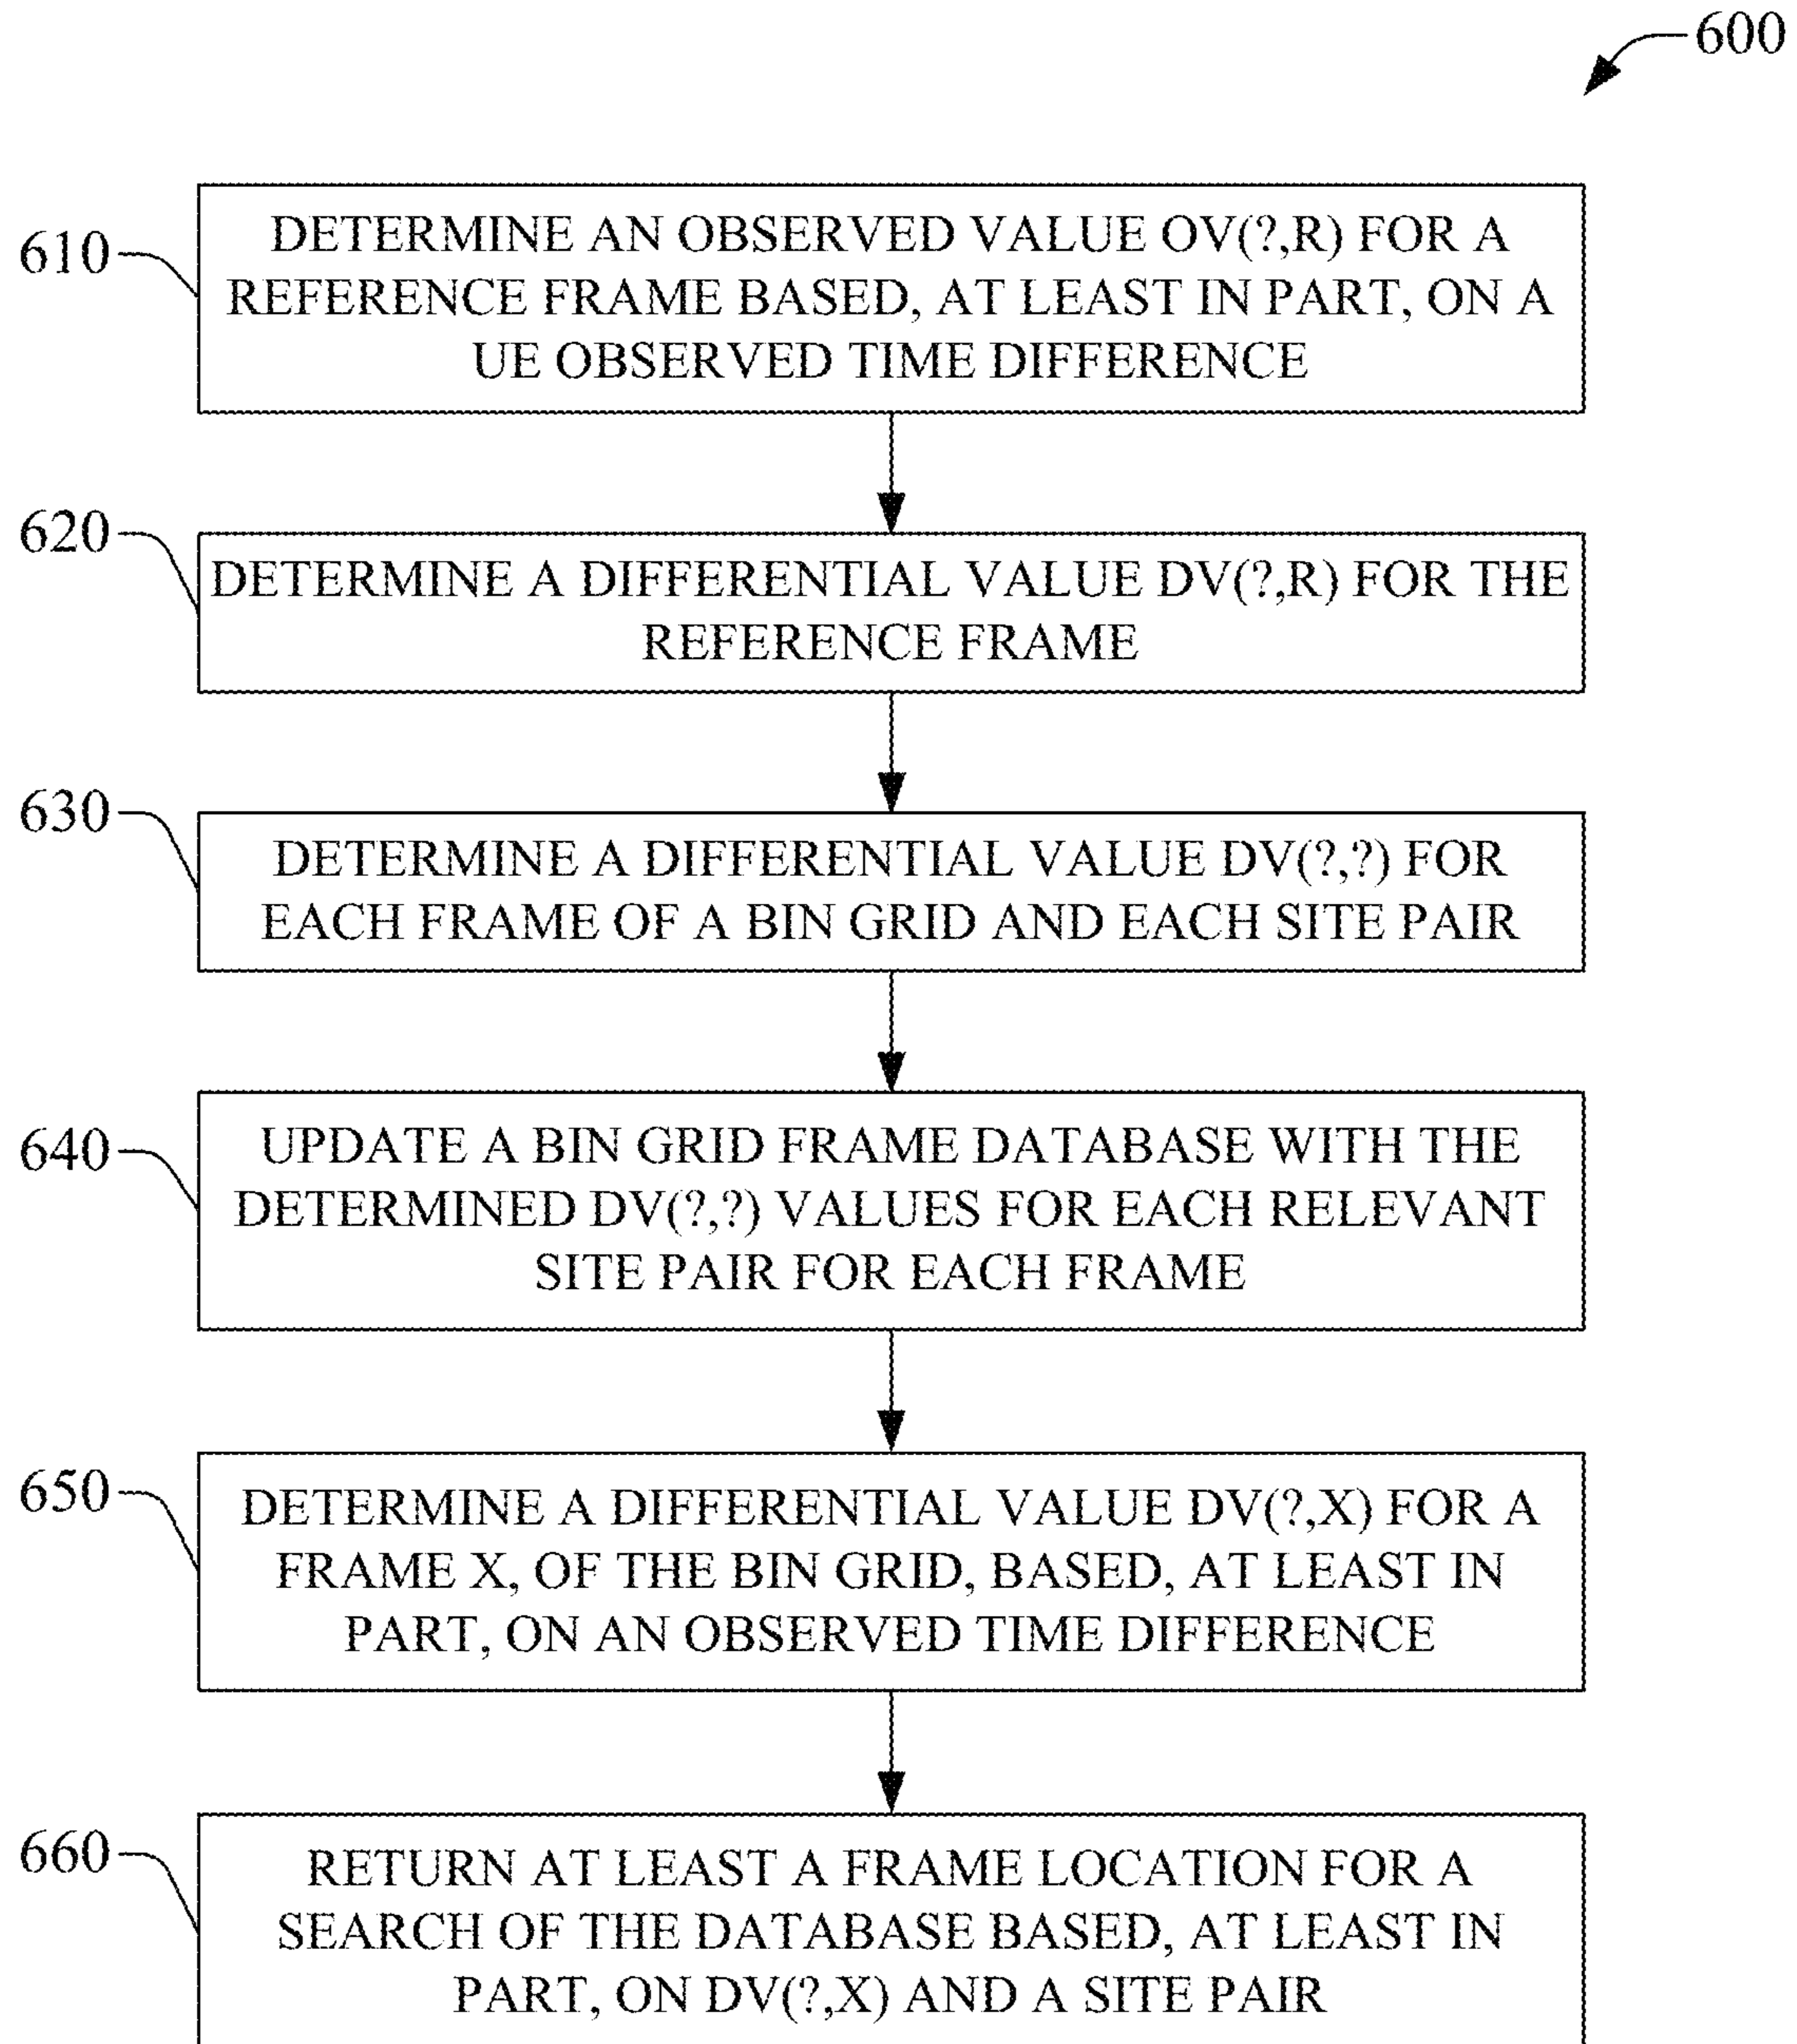 600
610
DETERMINE AN OBSERVED VALUE OV(?,R) FOR A
REFERENCE FRAME BASED, AT LEAST IN PART, ON A
UE OBSERVED TIME DIFFERENCE
620
DETERMINE A DIFFERENTIAL VALUE DV(?,R) FOR THE
REFERENCE FRAME
630
DETERMINE A DIFFERENTIAL VALUE DV(?,?) FOR
EACH FRAME OF A BIN GRID AND EACH SITE PAIR
640
UPDATE A BIN GRID FRAME DATABASE WITH THE
DETERMINED DV(?,?) VALUES FOR EACH RELEVANT
SITE PAIR FOR EACH FRAME
650
DETERMINE A DIFFERENTIAL VALUE DV(?,X) FOR A
FRAME X, OF THE BIN GRID, BASED, AT LEAST IN
PART, ON AN OBSERVED TIME DIFFERENCE
660
RETURN AT LEAST A FRAME LOCATION FOR A
SEARCH OF THE DATABASE BASED, AT LEAST IN
PART, ON DV(?,X) AND A SITE PAIR